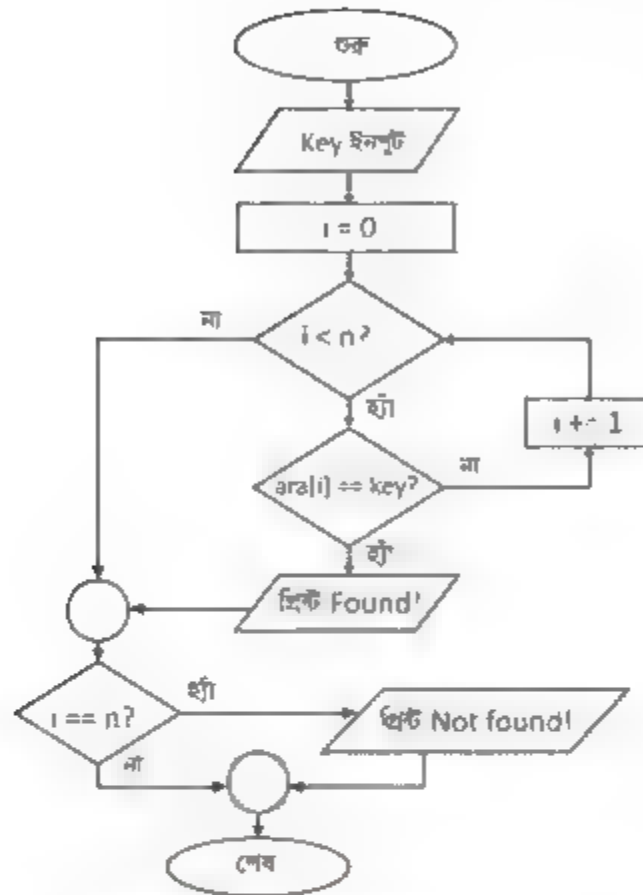 শুরু
Key ইনপুট
i = 0
i < n?
না
হ্যাঁ
i += 1
ara[i] == key?
না
হ্যাঁ
প্রিন্ট Found!
i == n?
হ্যাঁ
প্রিন্ট Not found!
না
শেষ